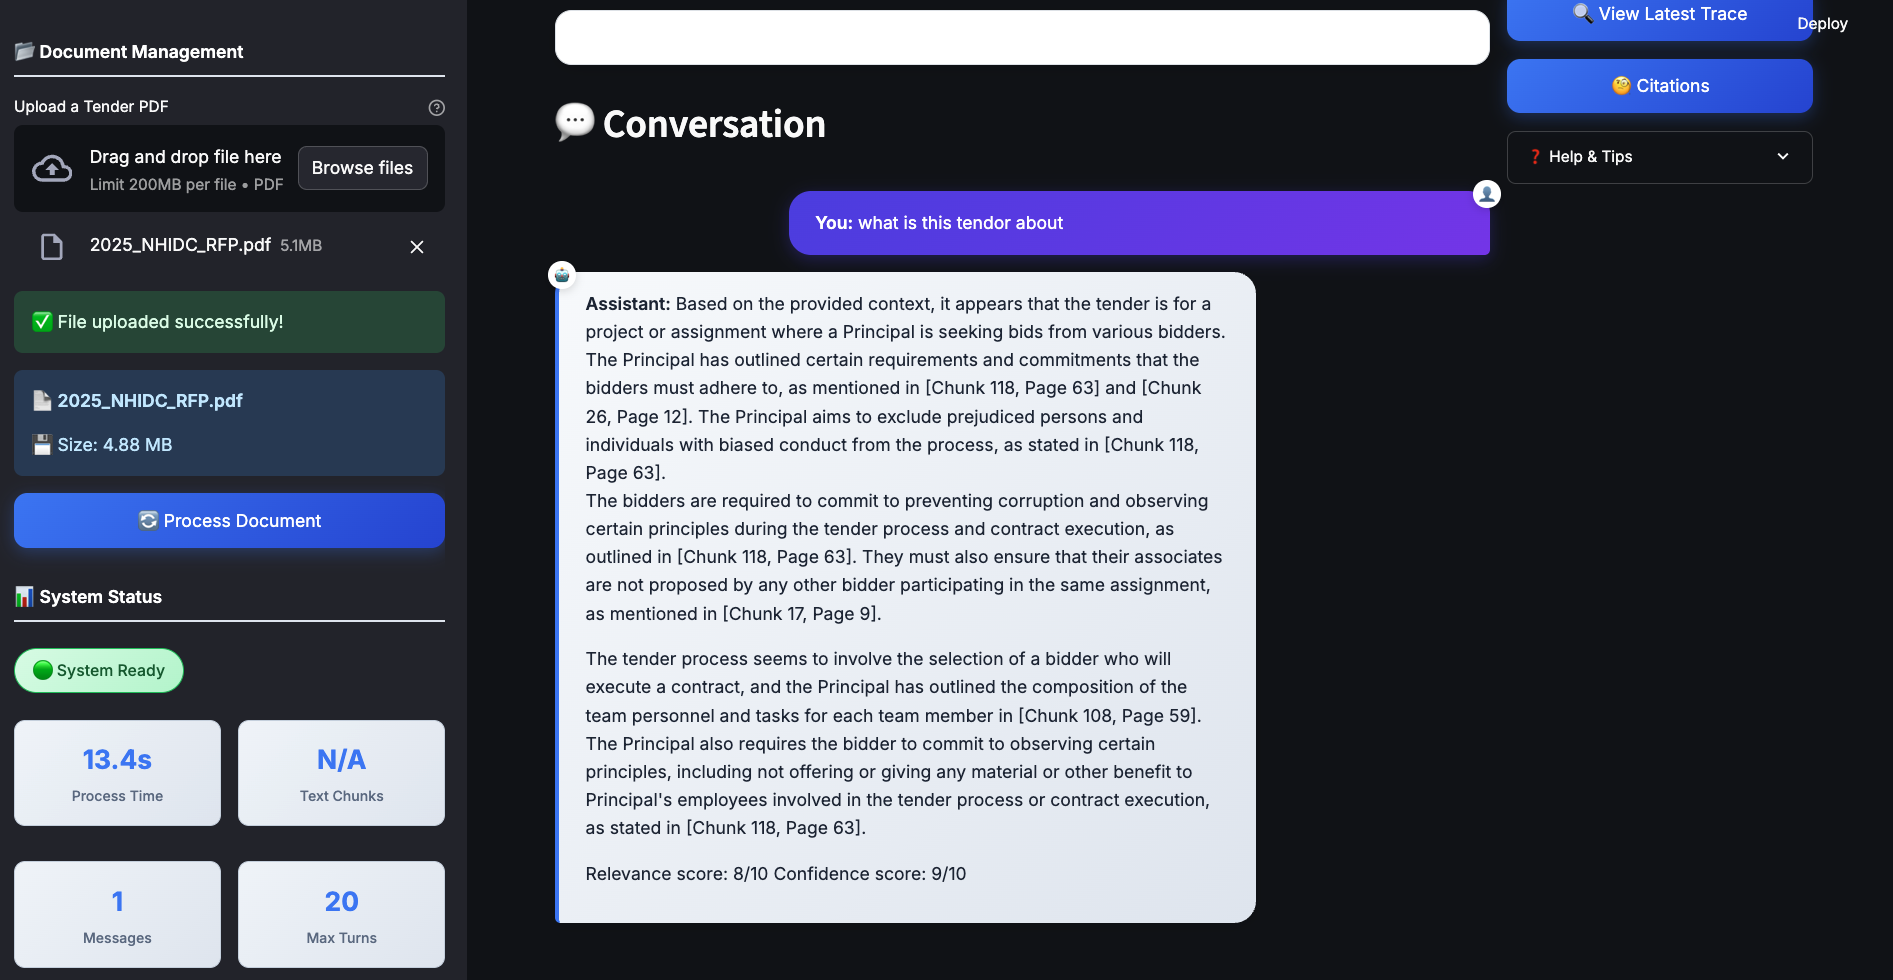 Document Management
Upload a Tender PDF
Drag and drop file here
Limit 200MB per file • PDF
Browse files
2025_NHIDC_RFP.pdf 5.1MB
File uploaded successfully!
2025_NHIDC_RFP.pdf
Size: 4.88 MB
Process Document
System Status
System Ready
13.4s
Process Time
N/A
Text Chunks
1
Messages
20
Max Turns
Conversation
You: what is this tendor about
Assistant: Based on the provided context, it appears that the tender is for a
project or assignment where a Principal is seeking bids from various bidders.
The Principal has outlined certain requirements and commitments that the
bidders must adhere to, as mentioned in [Chunk 118, Page 63] and [Chunk
26, Page 12]. The Principal aims to exclude prejudiced persons and
individuals with biased conduct from the process, as stated in [Chunk 118,
Page 63].
The bidders are required to commit to preventing corruption and observing
certain principles during the tender process and contract execution, as
outlined in [Chunk 118, Page 63]. They must also ensure that their associates
are not proposed by any other bidder participating in the same assignment,
as mentioned in [Chunk 17, Page 9].
The tender process seems to involve the selection of a bidder who will
execute a contract, and the Principal has outlined the composition of the
team personnel and tasks for each team member in [Chunk 108, Page 59].
The Principal also requires the bidder to commit to observing certain
principles, including not offering or giving any material or other benefit to
Principal's employees involved in the tender process or contract execution,
as stated in [Chunk 118, Page 63].
Relevance score: 8/10 Confidence score: 9/10
View Latest Trace
Deploy
Citations
Help & Tips